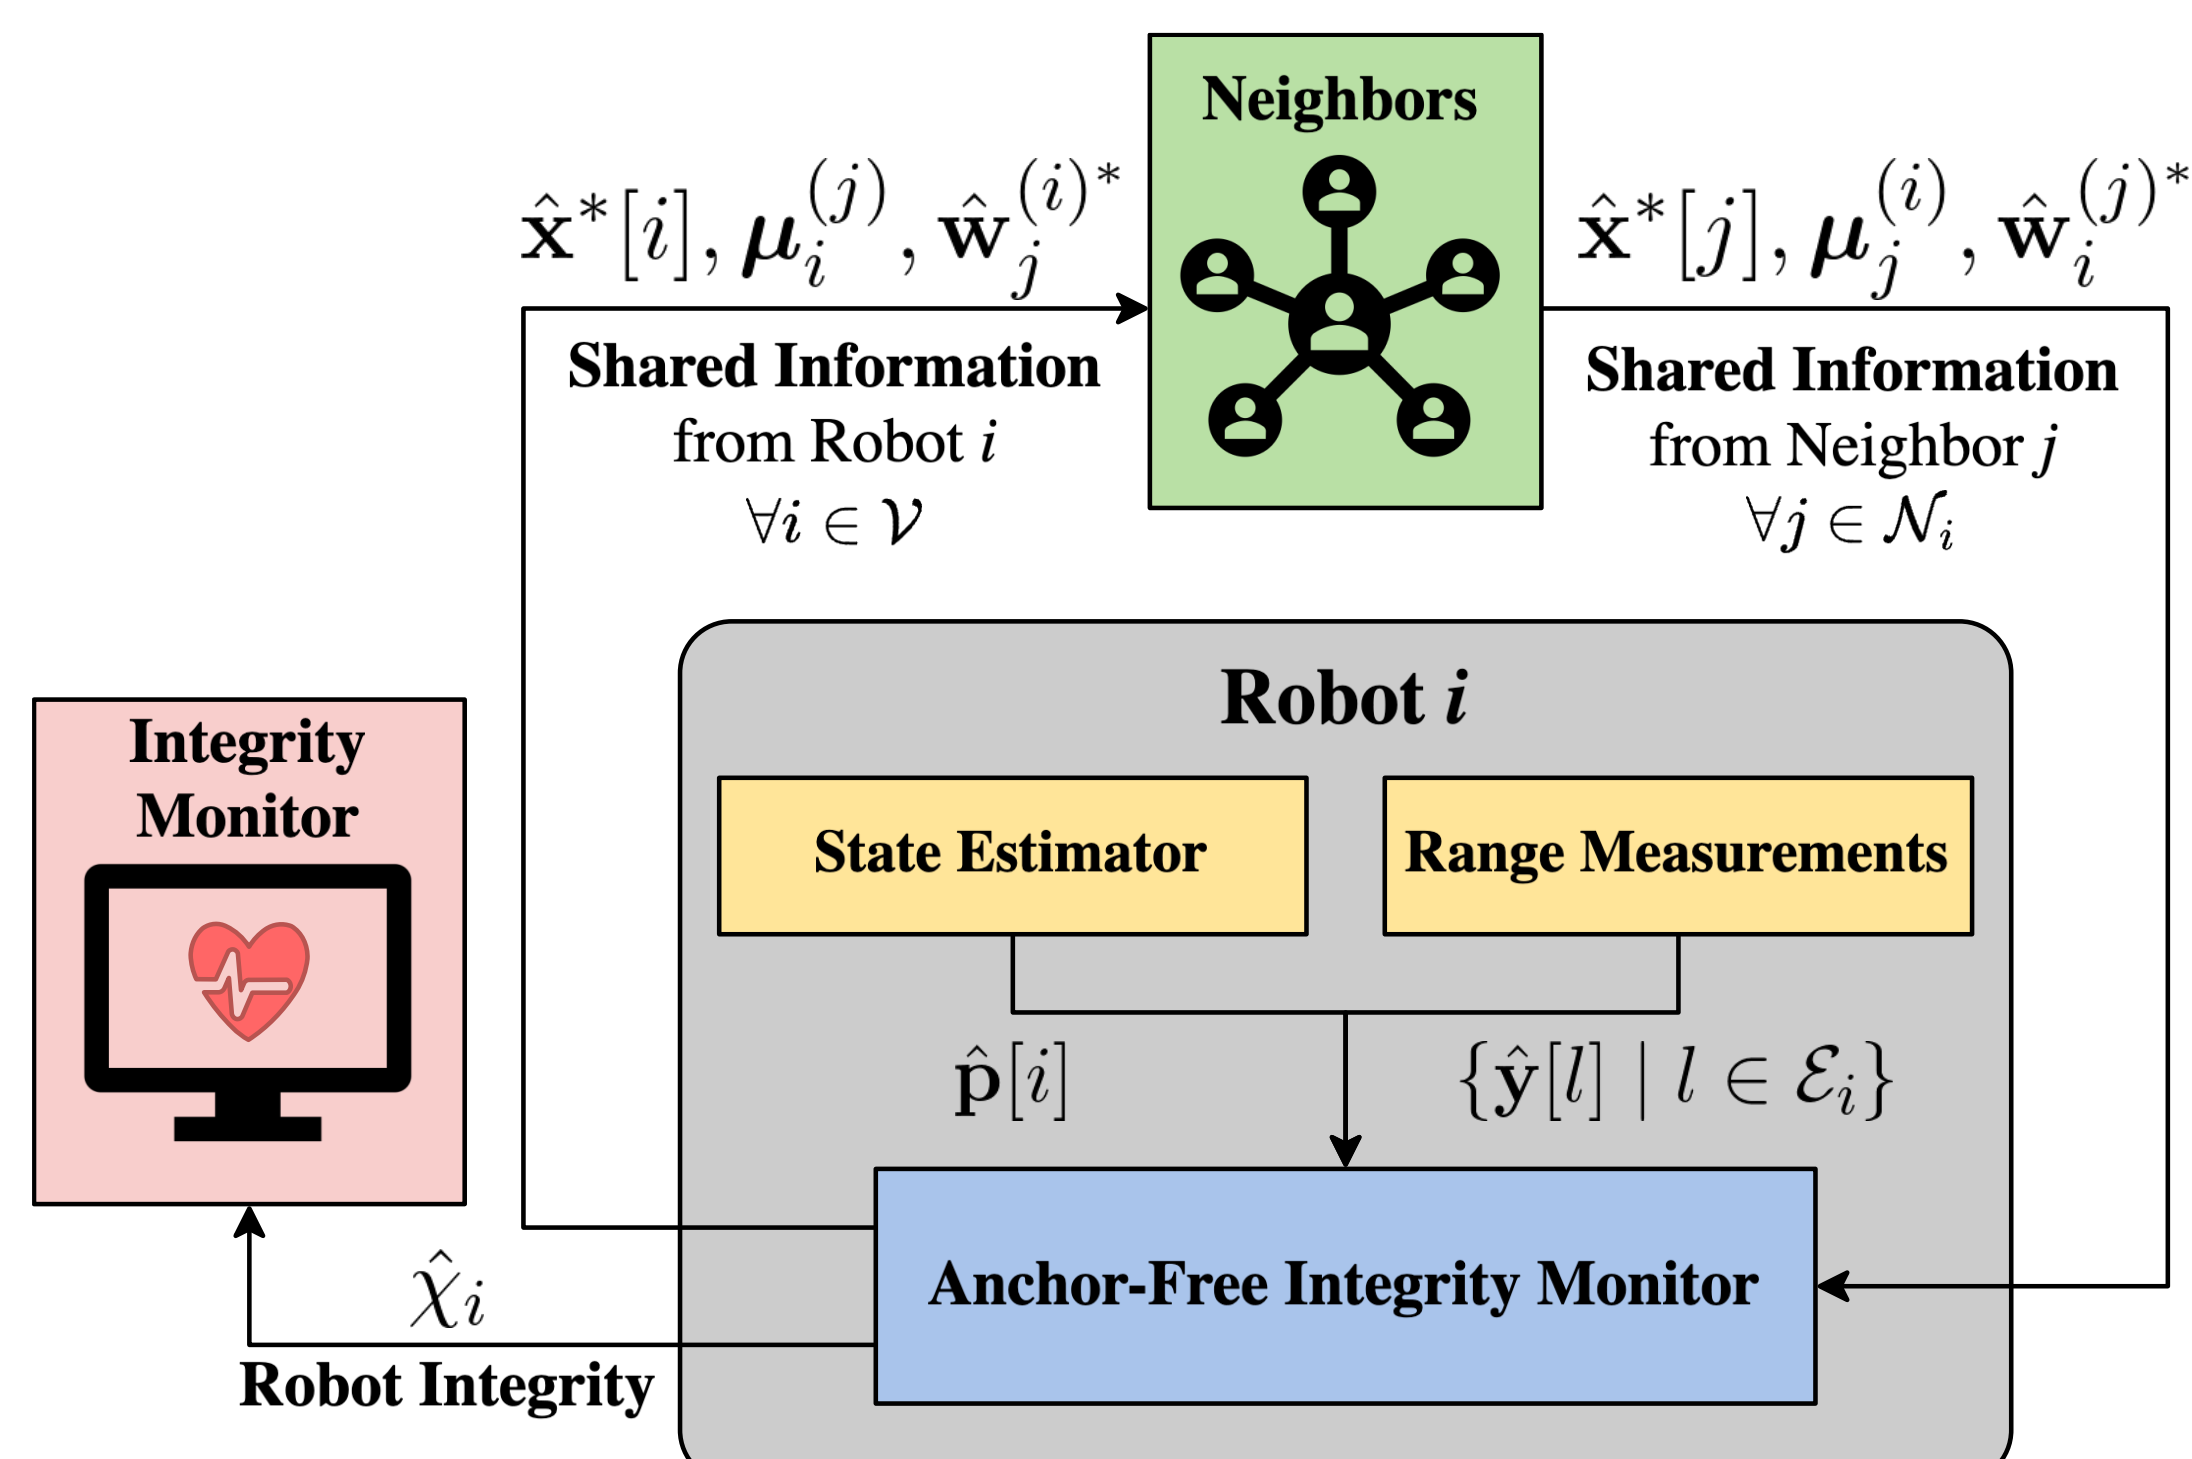 Neighbors
x̂*[i], μ_i^(j), ŵ_j^(i)*
Shared Information
from Robot i
∀i ∈ 𝒱
x̂*[j], μ_j^(i), ŵ_i^(j)*
Shared Information
from Neighbor j
∀j ∈ 𝒩_i
Robot i
Integrity
Monitor
State Estimator
Range Measurements
p̂[i]
{ŷ[l] | l ∈ ℰ_i}
Anchor-Free Integrity Monitor
χ̂_i
Robot Integrity